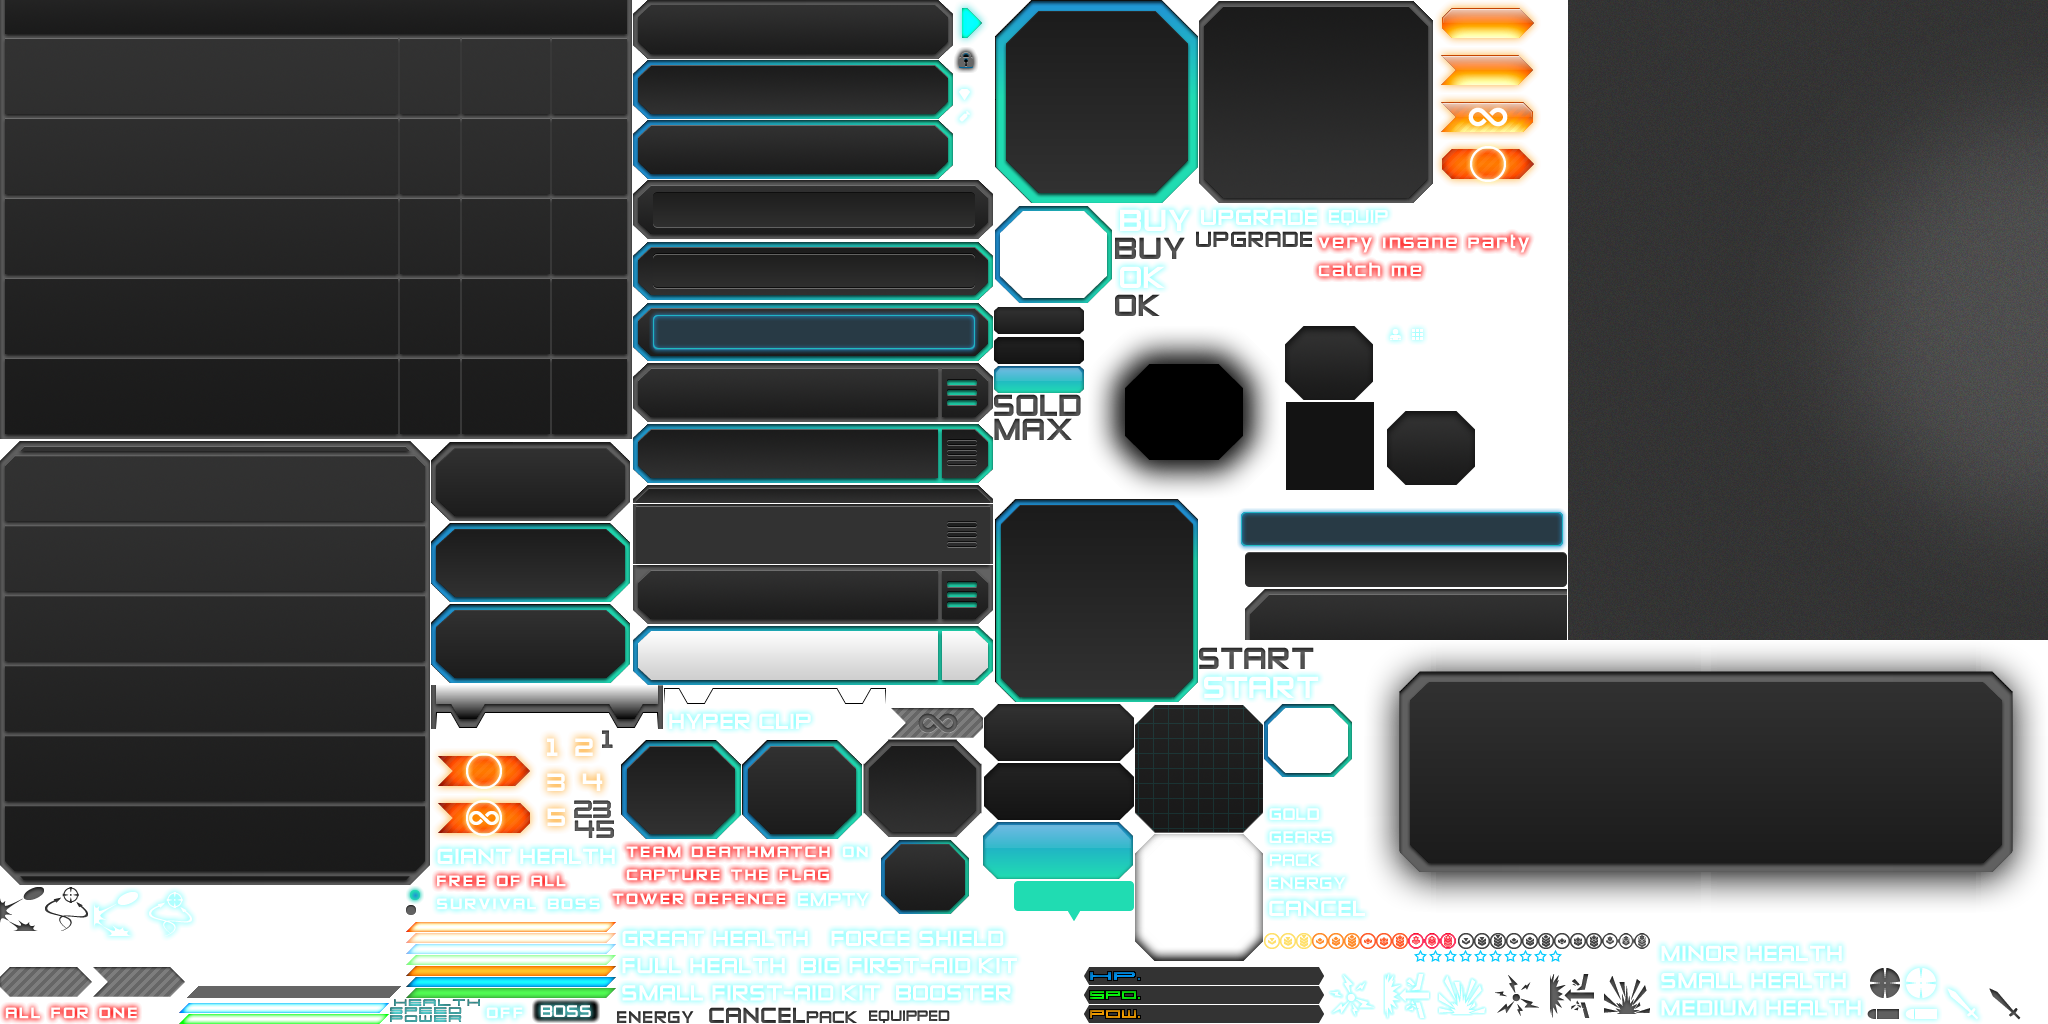 BUY UPGRADE EQUIP
BUY UPGRADE very insane party
OK catch me
OK
SOLD
MAX
START
START
HYPER CLIP
1 2 1
3 4
5 23
45
GIANT HEALTH TEAM DEATHMATCH ON
FREE OF ALL CAPTURE THE FLAG
SURVIVAL BOSS TOWER DEFENCE EMPTY
GOLD
GEARS
PACK
ENERGY
CANCEL
GREAT HEALTH FORCE SHIELD
FULL HEALTH BIG FIRST-AID KIT
SMALL FIRST-AID KIT BOOSTER
HP.
SPD.
POW.
MINOR HEALTH
SMALL HEALTH
MEDIUM HEALTH
ALL FOR ONE
HEALTH
SPEED
POWER
OFF BOSS ENERGY CANCEL PACK EQUIPPED